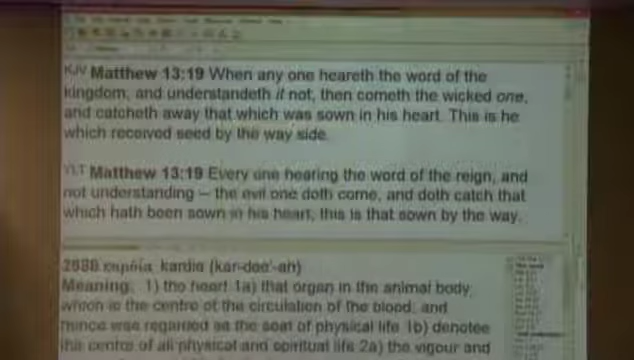 KJV Matthew 13:19 When any one heareth the word of the
kingdom, and understandeth it not, then cometh the wicked one,
and catcheth away that which was sown in his heart. This is he
which received seed by the way side.
YLT Matthew 13:19 Every one hearing the word of the reign, and
not understanding -- the evil one doth come, and doth catch that
which hath been sown in his heart; this is that sown by the way.
2588 καρδία kardia (kar-dee'-ah)
Meaning: 1) the heart 1a) that organ in the animal body
which is the centre of the circulation of the blood, and
hence was regarded as the seat of physical life 1b) denotes
the centre of all physical and spiritual life 2a) the vigour and